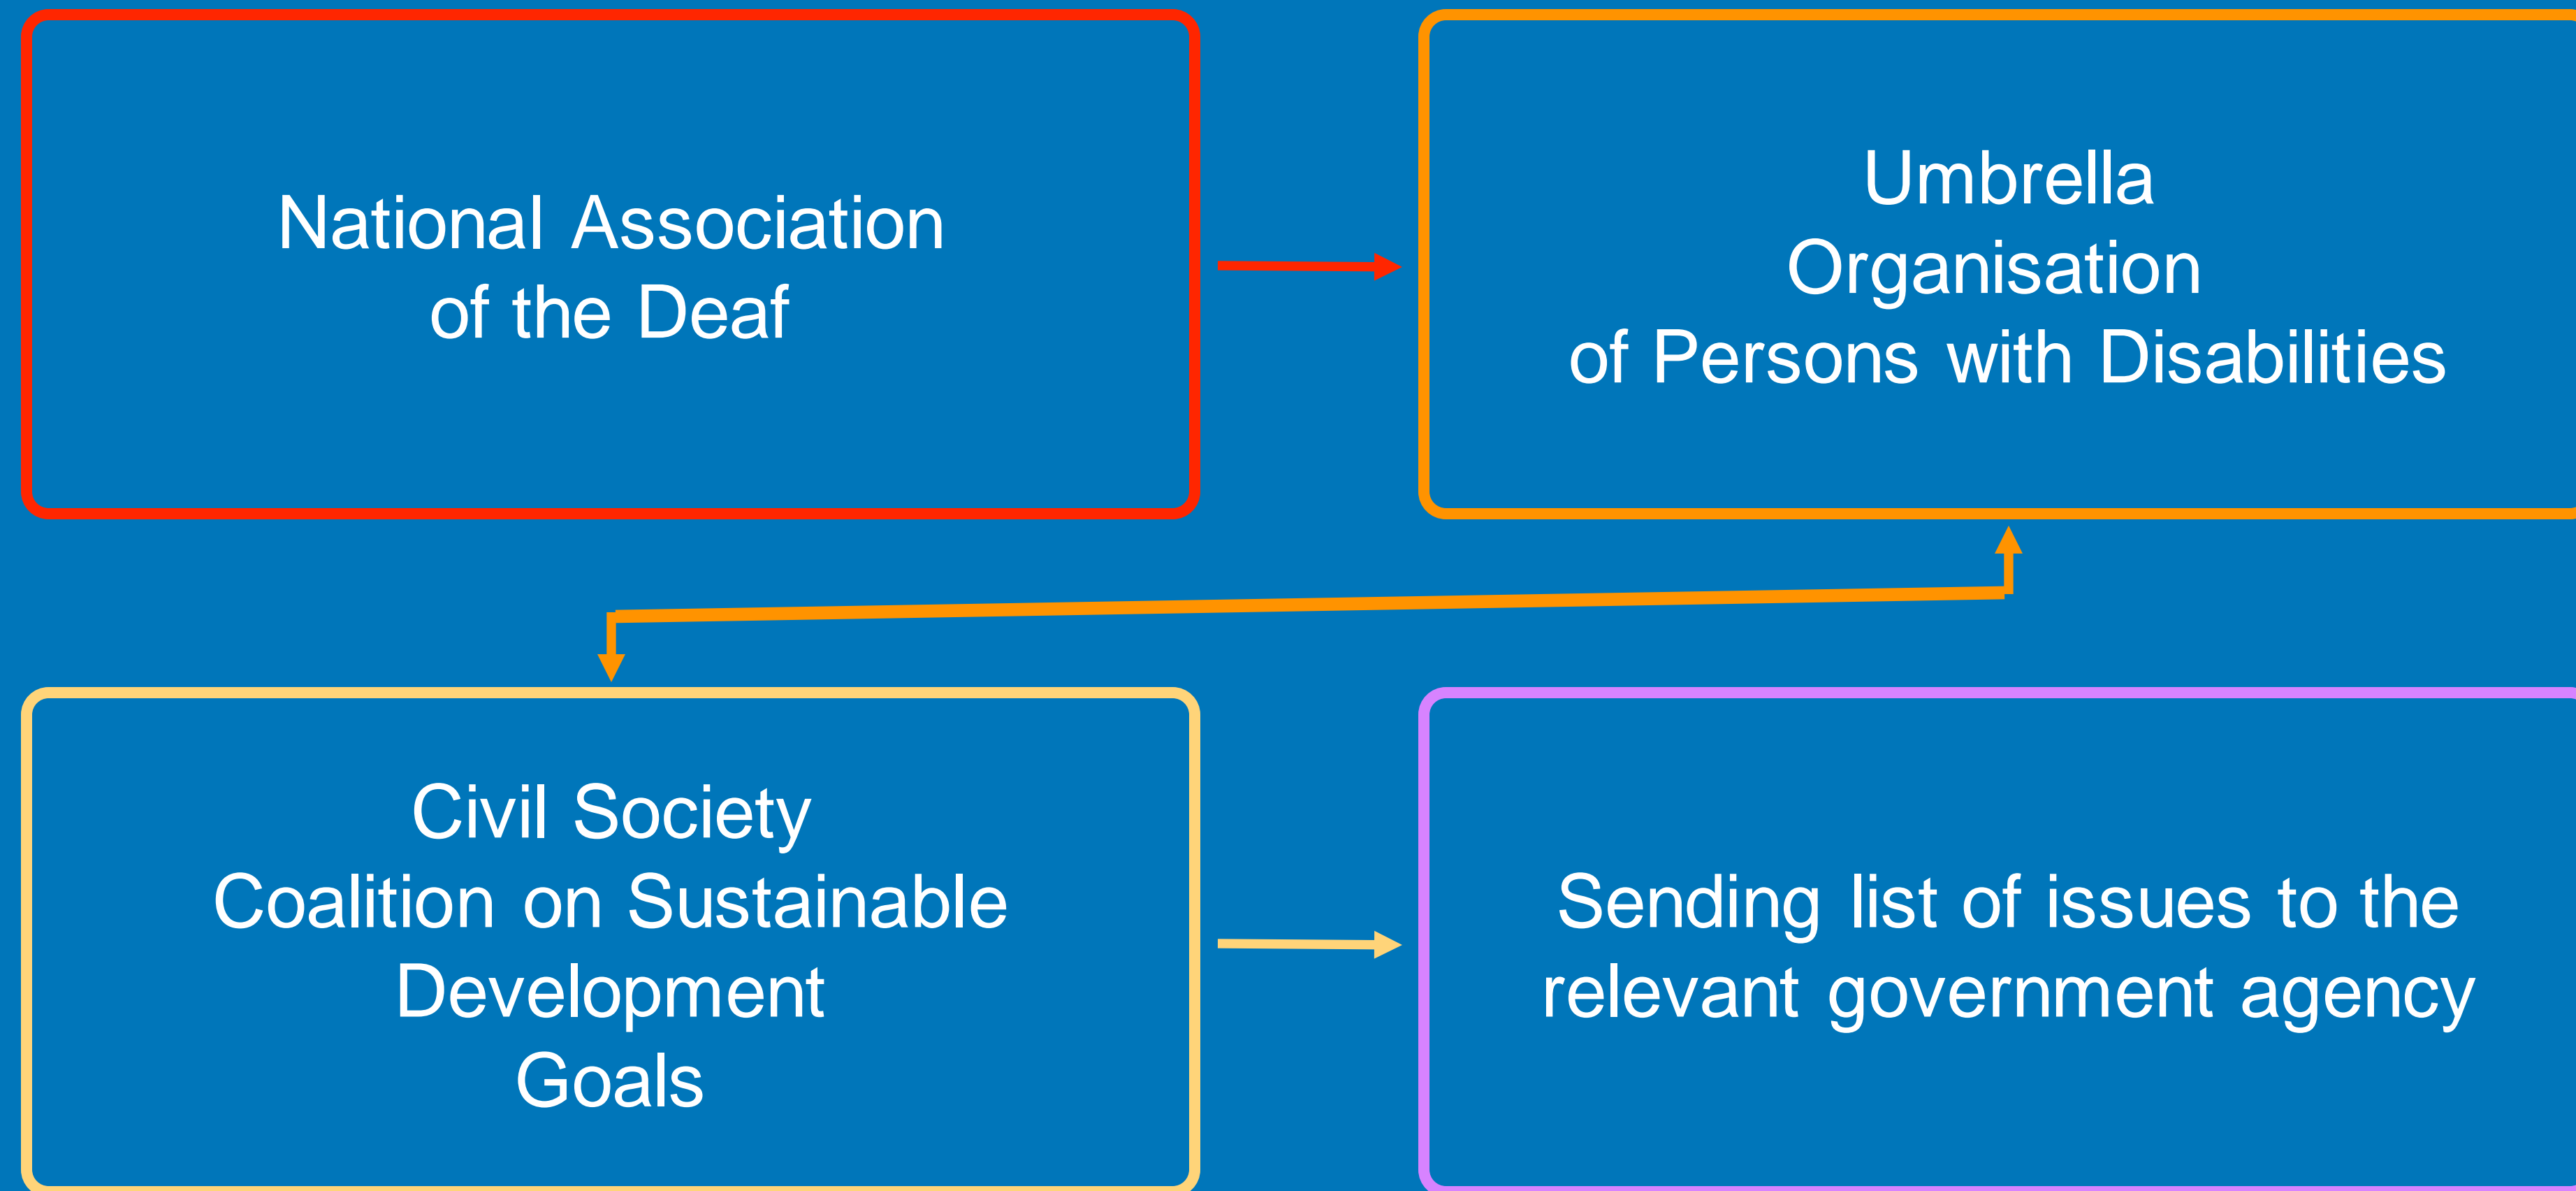 National Association
of the Deaf
Umbrella
Organisation
of Persons with Disabilities
Civil Society
Coalition on Sustainable
Development
Goals
Sending list of issues to the
relevant government agency